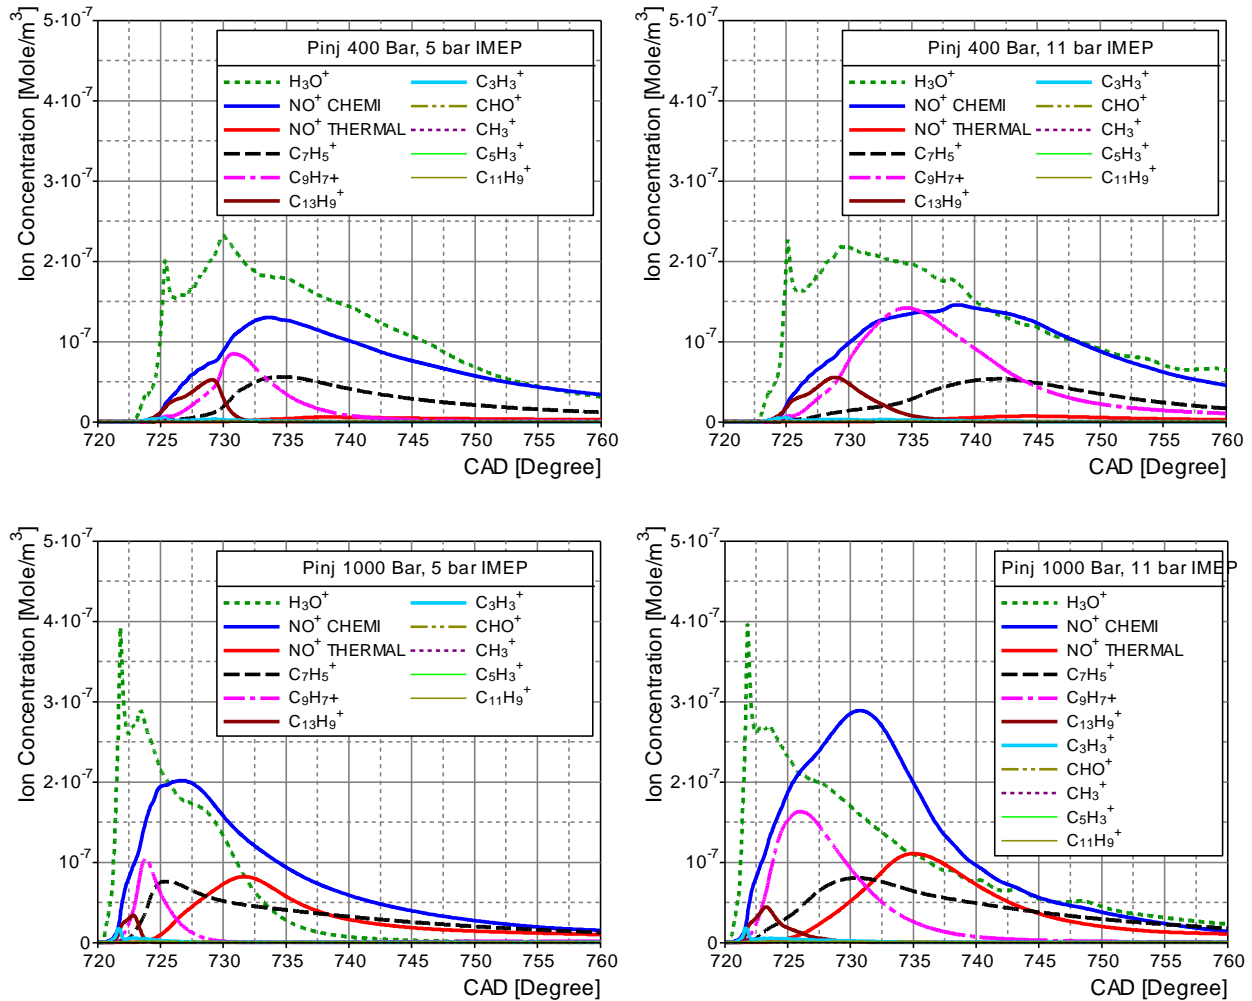 Pinj 400 Bar, 5 bar IMEP
H₃O⁺ C₃H₃⁺
NO⁺ CHEMI CHO⁺
NO⁺ THERMAL CH₃⁺
C₇H₅⁺ C₅H₃⁺
C₉H₇+ C₁₁H₉⁺
C₁₃H₉⁺
Ion Concentration [Mole/m³]
5·10⁻⁷
4·10⁻⁷
3·10⁻⁷
2·10⁻⁷
10⁻⁷
0
720 725 730 735 740 745 750 755 760
CAD [Degree]
Pinj 400 Bar, 11 bar IMEP
H₃O⁺ C₃H₃⁺
NO⁺ CHEMI CHO⁺
NO⁺ THERMAL CH₃⁺
C₇H₅⁺ C₅H₃⁺
C₉H₇+ C₁₁H₉⁺
C₁₃H₉⁺
Ion Concentration [Mole/m³]
5·10⁻⁷
4·10⁻⁷
3·10⁻⁷
2·10⁻⁷
10⁻⁷
0
720 725 730 735 740 745 750 755 760
CAD [Degree]
Pinj 1000 Bar, 5 bar IMEP
H₃O⁺ C₃H₃⁺
NO⁺ CHEMI CHO⁺
NO⁺ THERMAL CH₃⁺
C₇H₅⁺ C₅H₃⁺
C₉H₇+ C₁₁H₉⁺
C₁₃H₉⁺
Ion Concentration [Mole/m³]
5·10⁻⁷
4·10⁻⁷
3·10⁻⁷
2·10⁻⁷
10⁻⁷
0
720 725 730 735 740 745 750 755 760
CAD [Degree]
Pinj 1000 Bar, 11 bar IMEP
H₃O⁺
NO⁺ CHEMI
NO⁺ THERMAL
C₇H₅⁺
C₉H₇+
C₁₃H₉⁺
C₃H₃⁺
CHO⁺
CH₃⁺
C₅H₃⁺
C₁₁H₉⁺
Ion Concentration [Mole/m³]
5·10⁻⁷
4·10⁻⁷
3·10⁻⁷
2·10⁻⁷
10⁻⁷
0
720 725 730 735 740 745 750 755 760
CAD [Degree]